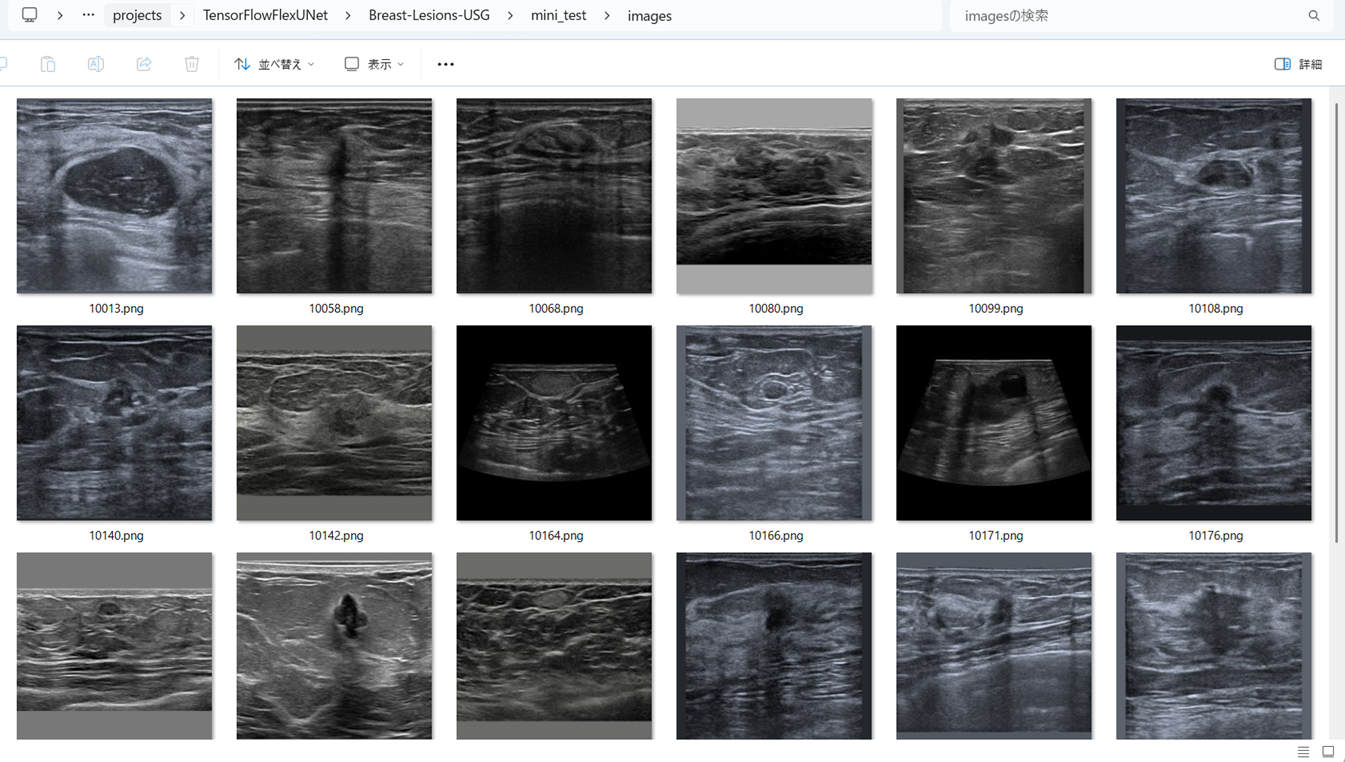 … projects > TensorFlowFlexUNet > Breast-Lesions-USG > mini_test > images
imagesの検索
並べ替え
表示
詳細
10013.png
10058.png
10068.png
10080.png
10099.png
10108.png
10140.png
10142.png
10164.png
10166.png
10171.png
10176.png